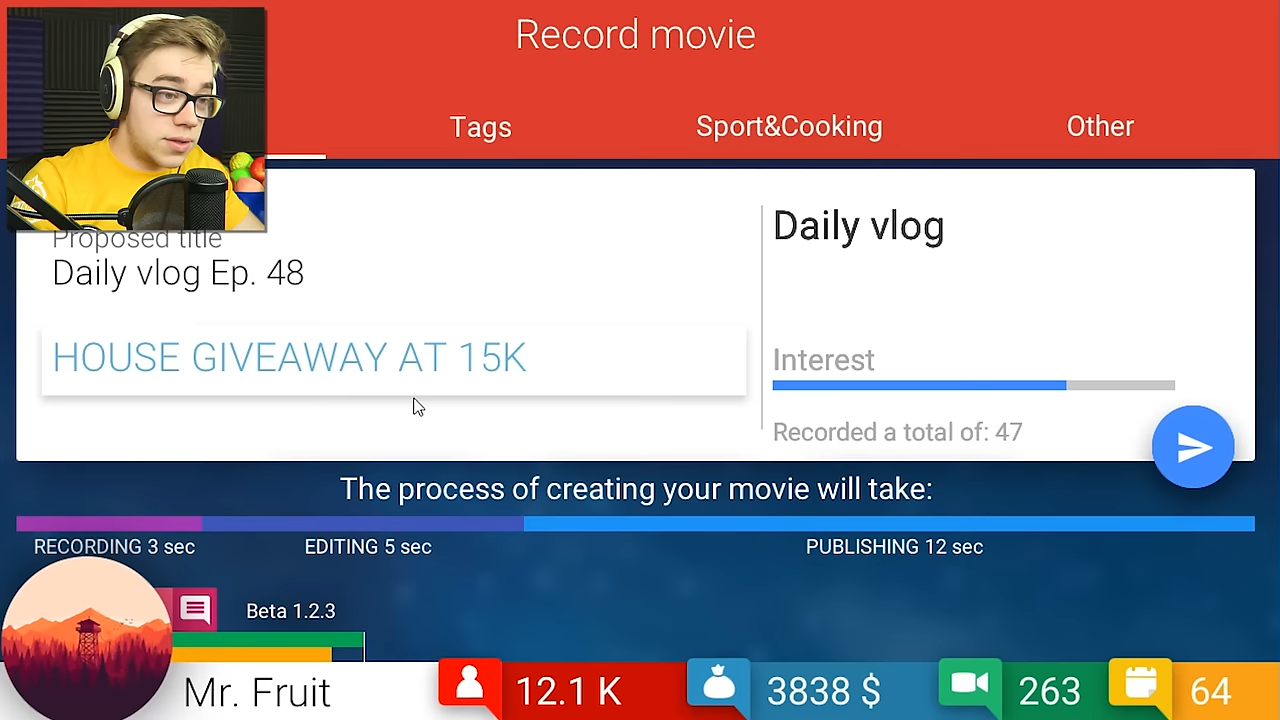 Record movie
Tags
Sport&Cooking
Other
Proposed title
Daily vlog Ep. 48
HOUSE GIVEAWAY AT 15K
Daily vlog
Interest
Recorded a total of: 47
The process of creating your movie will take:
RECORDING 3 sec
EDITING 5 sec
PUBLISHING 12 sec
Beta 1.2.3
Mr. Fruit
12.1 K
3838 $
263
64